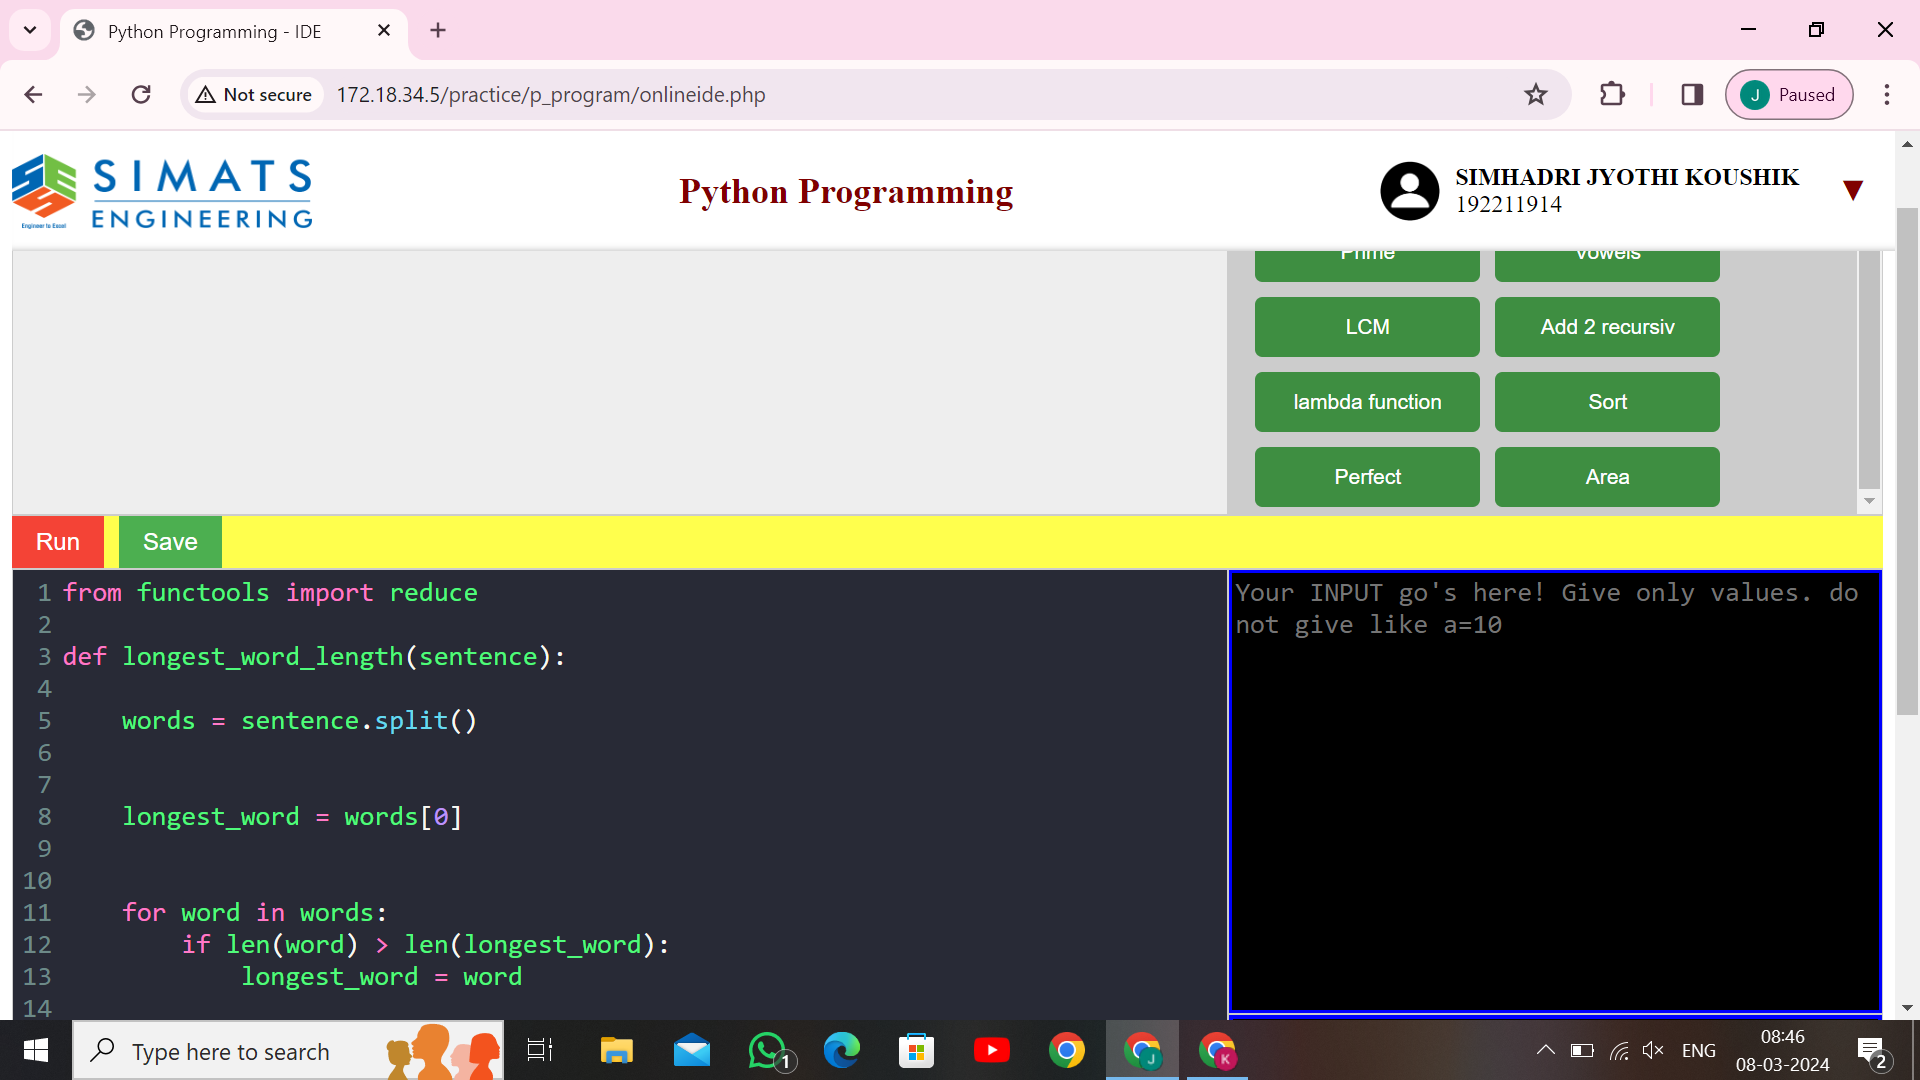 Python Programming - IDE
Not secure
172.18.34.5/practice/p_program/onlineide.php
J
Paused
SIMATS
ENGINEERING
Engineer to Excel
Python Programming
SIMHADRI JYOTHI KOUSHIK
192211914
Prime
Vowels
LCM
Add 2 recursiv
lambda function
Sort
Perfect
Area
Run
Save
1 from functools import reduce
2
3 def longest_word_length(sentence):
4
5 words = sentence.split()
6
7
8 longest_word = words[0]
9
10
11 for word in words:
12 if len(word) > len(longest_word):
13 longest_word = word
14
Your INPUT go's here! Give only values. do
not give like a=10
Type here to search
1
J
K
ENG
08:46
08-03-2024
2